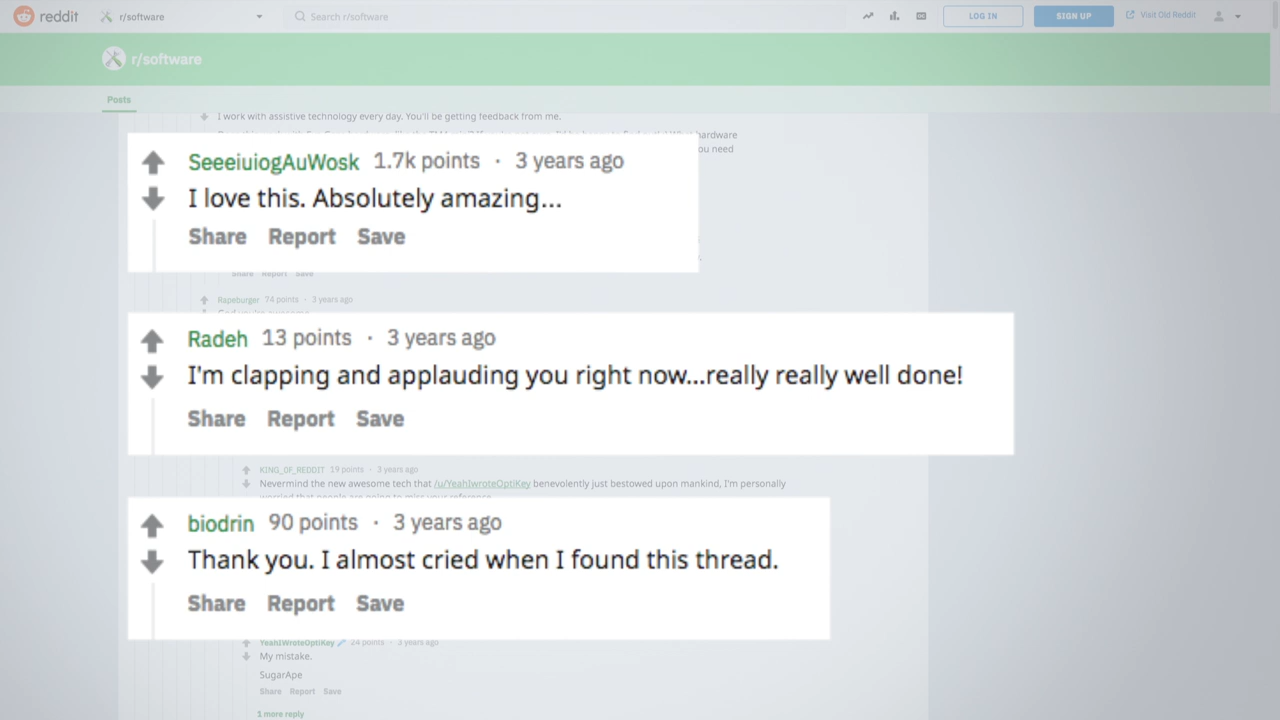 reddit r/software Search r/software LOG IN SIGN UP Visit Old Reddit
r/software
Posts
I work with assistive technology every day. You'll be getting feedback from me.
hardware
ou need
SeeeiuiogAuWosk 1.7k points · 3 years ago
I love this. Absolutely amazing...
Share Report Save
Share Report Save
Rapeburger 74 points · 3 years ago
Radeh 13 points · 3 years ago
I'm clapping and applauding you right now...really really well done!
Share Report Save
KING_OF_REDDIT 19 points · 3 years ago
Nevermind the new awesome tech that /u/YeahIwroteOptiKey benevolently just bestowed upon mankind, I'm personally
biodrin 90 points · 3 years ago
Thank you. I almost cried when I found this thread.
Share Report Save
YeahIWroteOptiKey 24 points · 3 years ago
My mistake.
SugarApe
Share Report Save
1 more reply